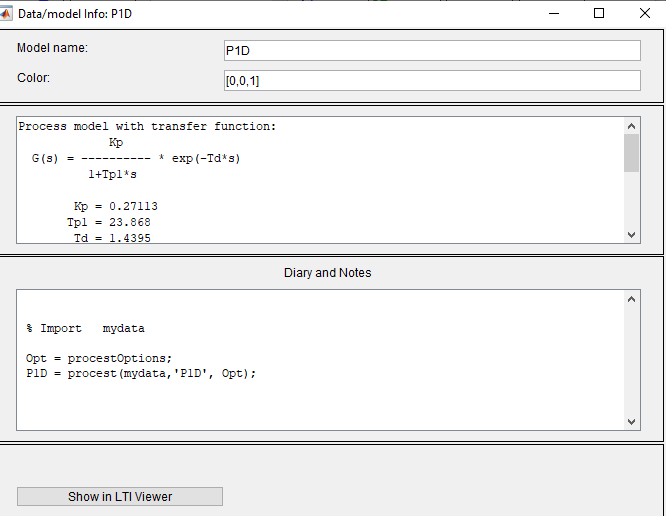 Data/model Info: P1D
Model name:
P1D
Color:
[0,0,1]
Process model with transfer function:
Kp
G(s) = ---------- * exp(-Td*s)
1+Tp1*s
Kp = 0.27113
Tp1 = 23.868
Td = 1.4395
Diary and Notes
% Import   mydata
Opt = procestOptions;
P1D = procest(mydata,'P1D', Opt);
Show in LTI Viewer